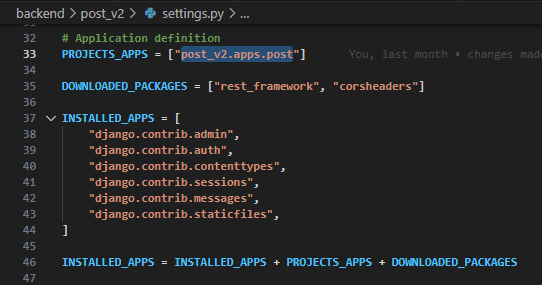 backend > post_v2 > settings.py > ...
31
32 # Application definition
33 PROJECTS_APPS = ["post_v2.apps.post"] You, last month • changes made
34
35 DOWNLOADED_PACKAGES = ["rest_framework", "corsheaders"]
36
37 INSTALLED_APPS = [
38 "django.contrib.admin",
39 "django.contrib.auth",
40 "django.contrib.contenttypes",
41 "django.contrib.sessions",
42 "django.contrib.messages",
43 "django.contrib.staticfiles",
44 ]
45
46 INSTALLED_APPS = INSTALLED_APPS + PROJECTS_APPS + DOWNLOADED_PACKAGES
47